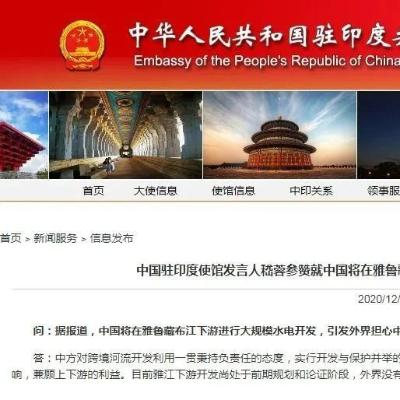 中华人民共和国驻印度共
Embassy of the People's Republic of China
首页 大使信息 使馆信息 中印关系 领事服
首页 > 新闻服务 > 信息发布
中国驻印度使馆发言人嵇蓉参赞就中国将在雅鲁藏
2020/12/
问：据报道，中国将在雅鲁藏布江下游进行大规模水电开发，引发外界担心中
答：中方对跨境河流开发利用一贯秉持负责任的态度，实行开发与保护并举的
响，兼顾上下游的利益。目前雅江下游开发尚处于前期规划和论证阶段，外界没有